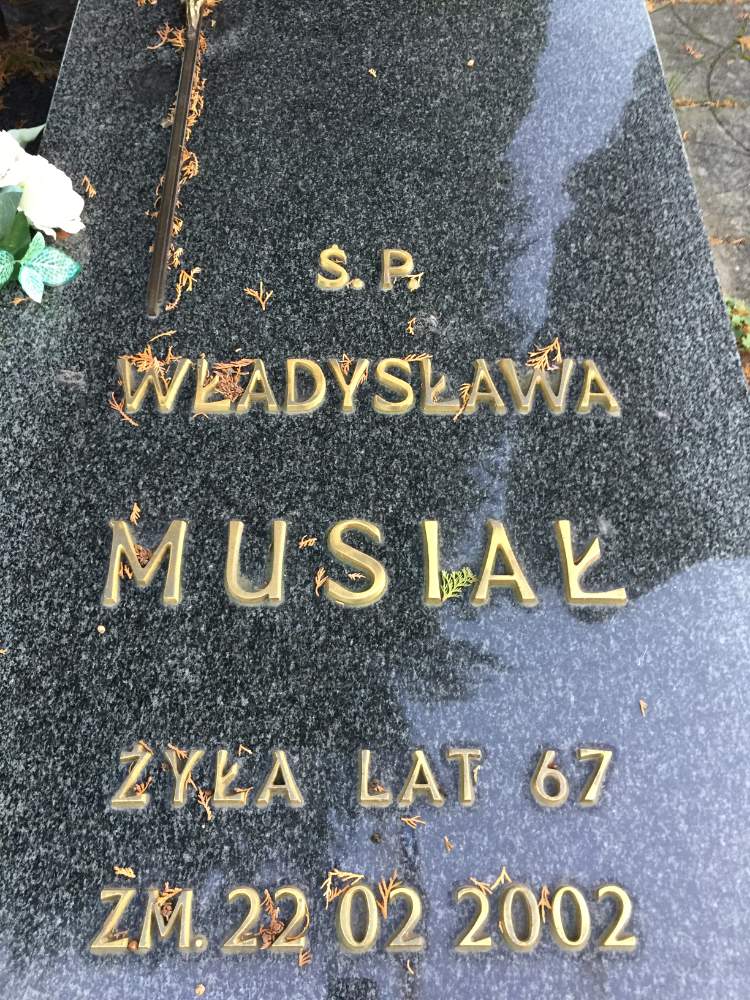 Ś. P.
WŁADYSŁAWA
MUSIAŁ
ŻYŁA LAT 67
ZM. 22 02 2002